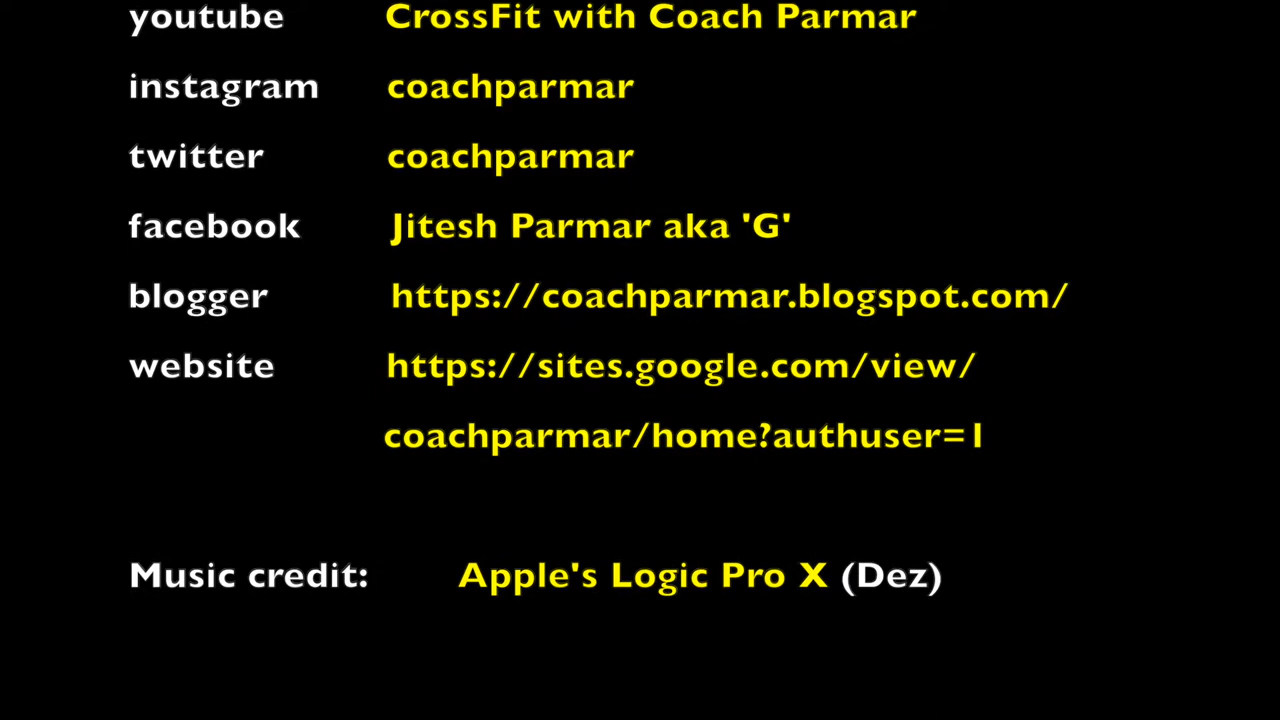 youtube CrossFit with Coach Parmar
instagram coachparmar
twitter coachparmar
facebook Jitesh Parmar aka 'G'
blogger https://coachparmar.blogspot.com/
website https://sites.google.com/view/
coachparmar/home?authuser=1
Music credit: Apple's Logic Pro X (Dez)